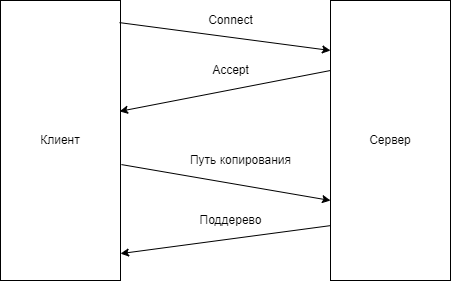 Connect
Accept
Клиент
Сервер
Путь копирования
Поддерево